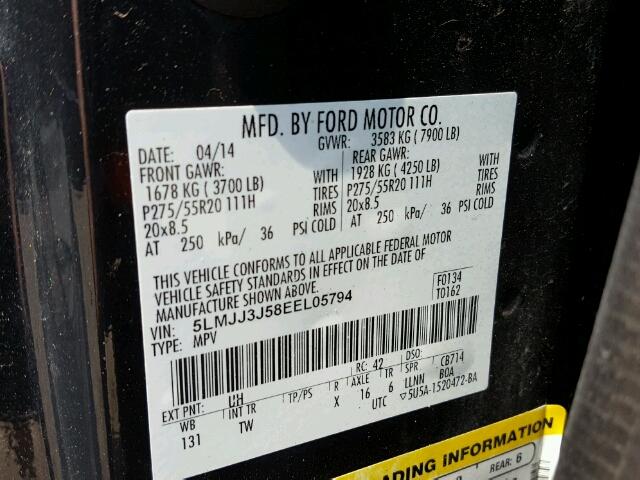 MFD. BY FORD MOTOR CO.
DATE: 04/14 GVWR: 3583 KG ( 7900 LB)
FRONT GAWR: WITH REAR GAWR: WITH
1678 KG ( 3700 LB) TIRES 1928 KG ( 4250 LB) TIRES
P275/55R20 111H RIMS P275/55R20 111H RIMS
20x8.5 20x8.5
AT 250 kPa/ 36 PSI COLD AT 250 kPa/ 36 PSI COLD
THIS VEHICLE CONFORMS TO ALL APPLICABLE FEDERAL MOTOR
VEHICLE SAFETY STANDARDS IN EFFECT ON THE DATE OF
MANUFACTURE SHOWN ABOVE.
VIN: 5LMJJ3J58EEL05794 F0134
TYPE: MPV T0162
EXT PNT: UH RC: 42 DSO:
WB INT TR TP/PS R AXLE TR SPR CB714
131 TW X 16 6 LLNN BOA
UTC ▽5U5A-1520472-BA
ADING INFORMATION
REAR: 6